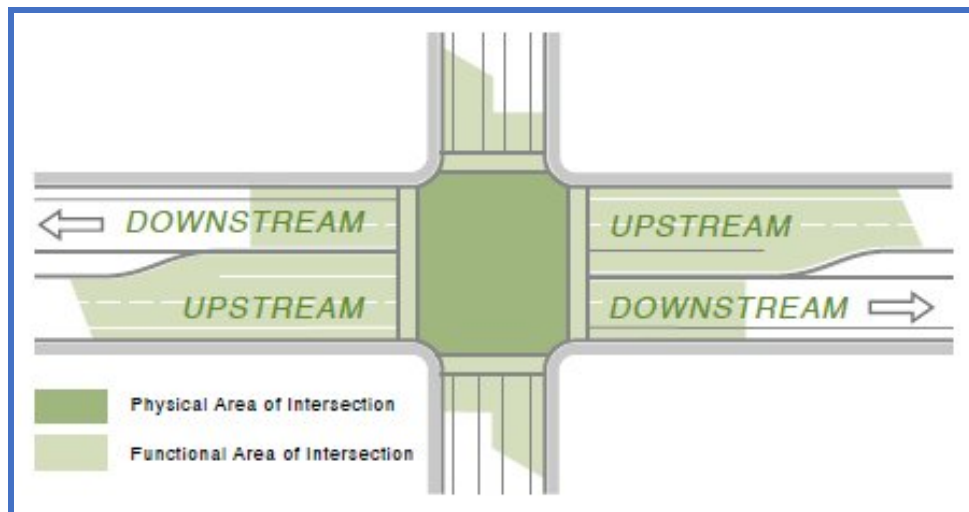 DOWNSTREAM
UPSTREAM
UPSTREAM
DOWNSTREAM
Physical Area of Intersection
Functional Area of Intersection